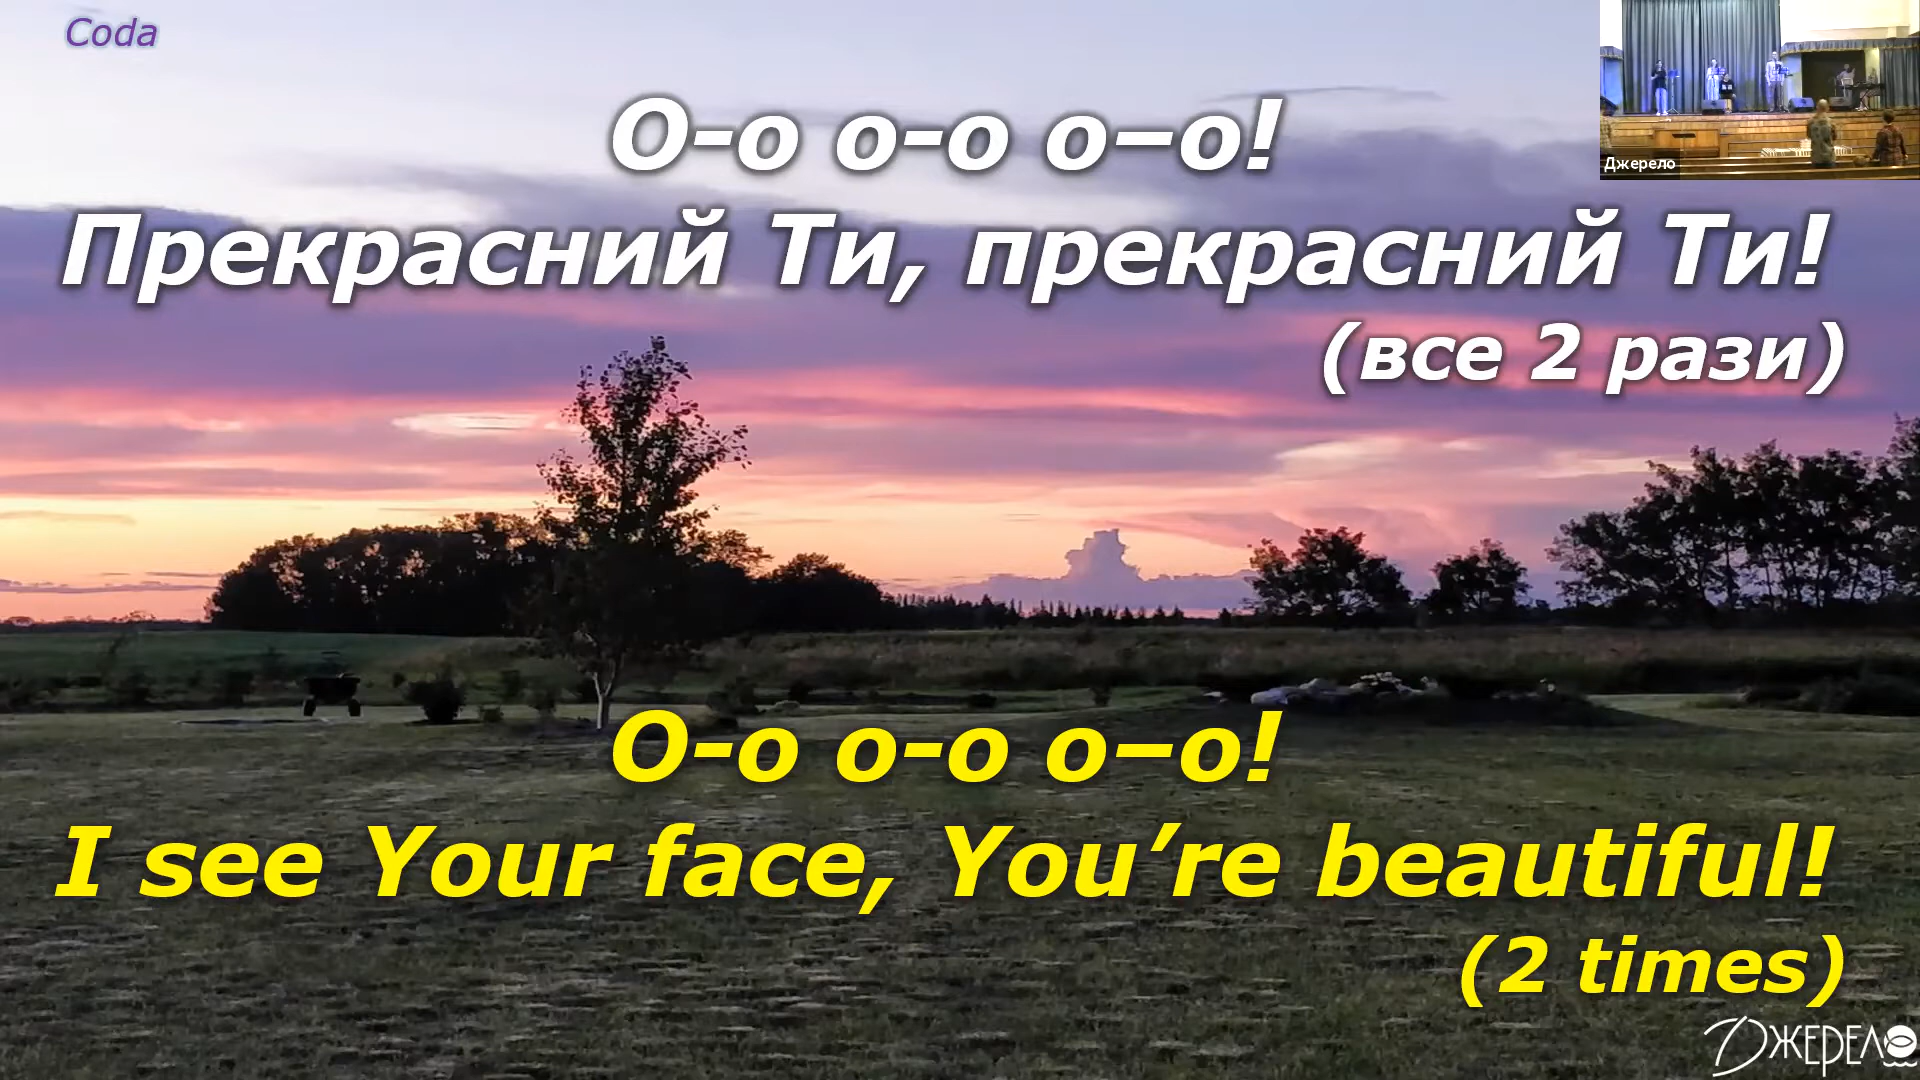 Coda
О-о о-о о–о!
Прекрасний Ти, прекрасний Ти!
(все 2 рази)
Джерело
О-о о-о о–о!
I see Your face, You’re beautiful!
(2 times)
ДЖЕРЕЛО